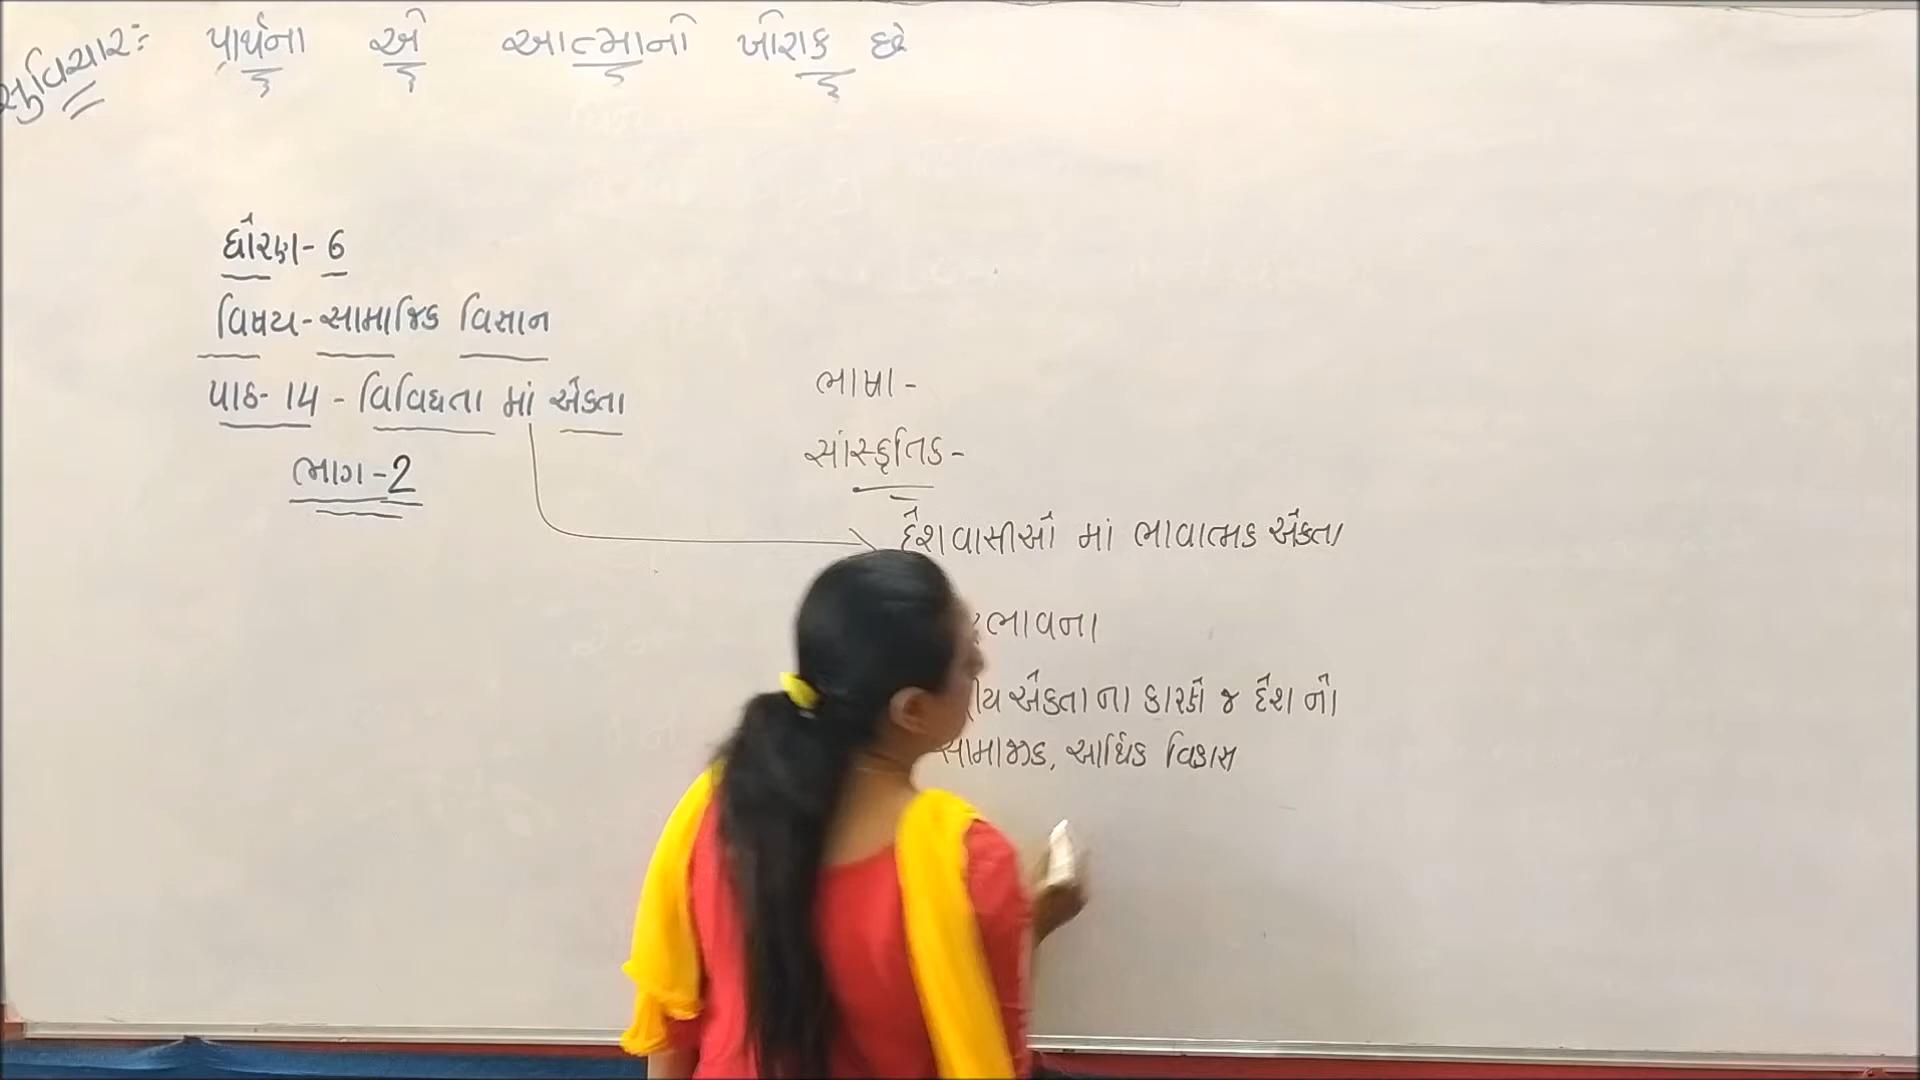 સુવિચાર:- પ્રાર્થના એ આત્માનો ખોરાક છે
ધોરણ- 6
વિષય- સામાજિક વિજ્ઞાન
પાઠ- 14 - વિવિધતા માં એકતા
ભાગ-2
ભાષા -
સાંસ્કૃતિક-
દેશવાસીઓ માં ભાવાત્મક એકતા
ભાવના
એકતા ના કારણે જ દેશ નો
સામાજીક, આર્થિક વિકાસ